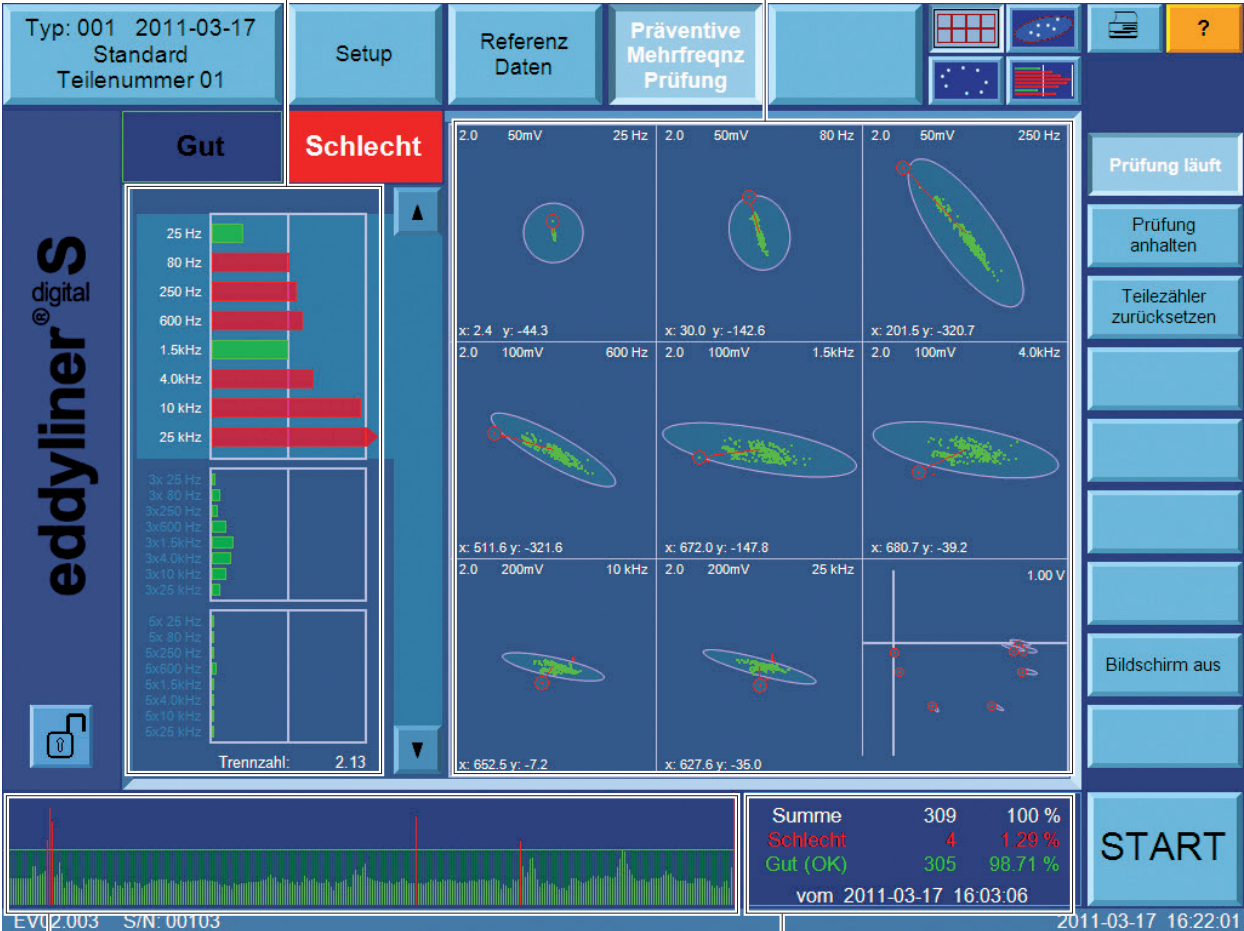 Typ: 001 2011-03-17
Standard
Teilenummer 01
Setup
Referenz
Daten
Präventive
Mehrfreqnz
Prüfung
?
Gut
Schlecht
eddyliner® digital S
25 Hz
80 Hz
250 Hz
600 Hz
1.5kHz
4.0kHz
10 kHz
25 kHz
3x 25 Hz
3x 80 Hz
3x250 Hz
3x600 Hz
3x1.5kHz
3x4.0kHz
3x10 kHz
3x25 kHz
5x 25 Hz
5x 80 Hz
5x250 Hz
5x600 Hz
5x1.5kHz
5x4.0kHz
5x10 kHz
5x25 kHz
Trennzahl: 2.13
2.0 50mV 25 Hz
x: 2.4 y: -44.3
2.0 50mV 80 Hz
x: 30.0 y: -142.6
2.0 50mV 250 Hz
x: 201.5 y: -320.7
2.0 100mV 600 Hz
x: 511.6 y: -321.6
2.0 100mV 1.5kHz
x: 672.0 y: -147.8
2.0 100mV 4.0kHz
x: 680.7 y: -39.2
2.0 200mV 10 kHz
x: 652.5 y: -7.2
2.0 200mV 25 kHz
x: 627.6 y: -35.0
1.00 V
Prüfung läuft
Prüfung
anhalten
Teilezähler
zurücksetzen
Bildschirm aus
START
Summe 309 100 %
Schlecht 4 1.29 %
Gut (OK) 305 98.71 %
vom 2011-03-17 16:03:06
EV02.003 S/N: 00103
2011-03-17 16:22:01